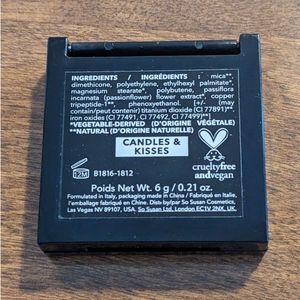 INGREDIENTS / INGRÉDIENTS : mica**,
dimethicone, polyethylene, ethylhexyl palmitate*,
magnesium stearate*, polybutene, passiflora
incarnata (passionflower) flower extract*, copper
tripeptide-1**, phenoxyethanol. [+/- (may
contain/peut contenir) titanium dioxide (CI 77891)**,
iron oxides (CI 77491, CI 77492, CI 77499)**]
*VEGETABLE-DERIVED (D'ORIGINE VÉGÉTALE)
**NATURAL (D'ORIGINE NATURELLE)
CANDLES &
KISSES
crueltyfree
andvegan
12M
B1816-1812
Poids Net Wt. 6 g / 0.21 oz.
Formulated in Italy, packaging made in China / Fabriqué en Italie,
l'emballage fabriqué en Chine. Dist by/par So Susan Cosmetics,
Las Vegas NV 89107, USA. So Susan Ltd, London, EC1V 2NX, UK.